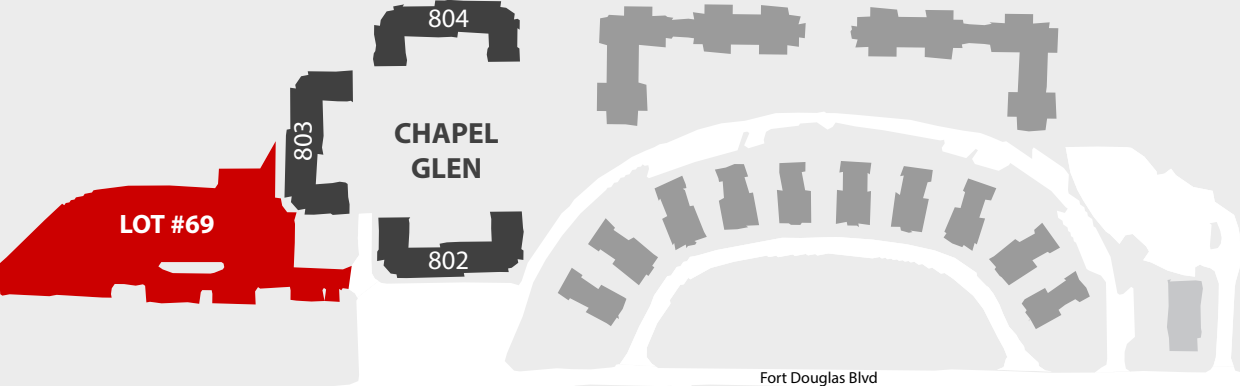 804
803
CHAPEL
GLEN
LOT #69
802
Fort Douglas Blvd